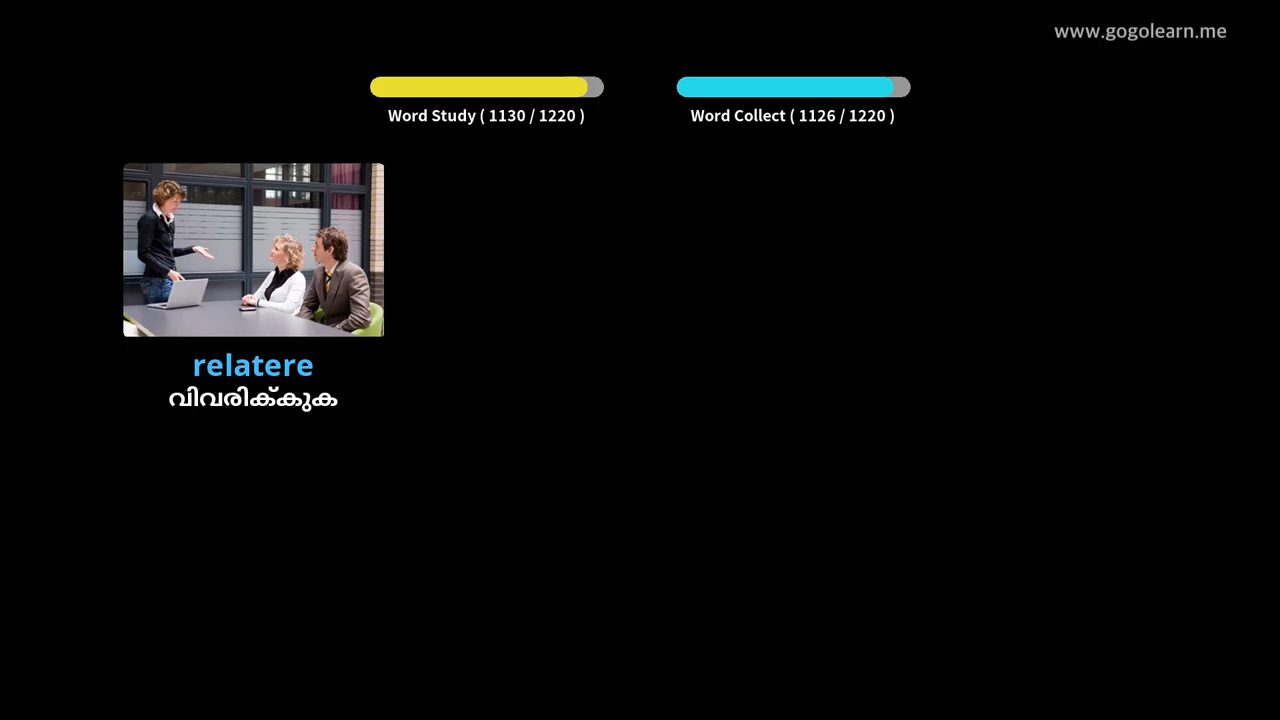 www.gogolearn.me
Word Study ( 1130 / 1220 )
Word Collect ( 1126 / 1220 )
relatere
വിവരിക്കുക